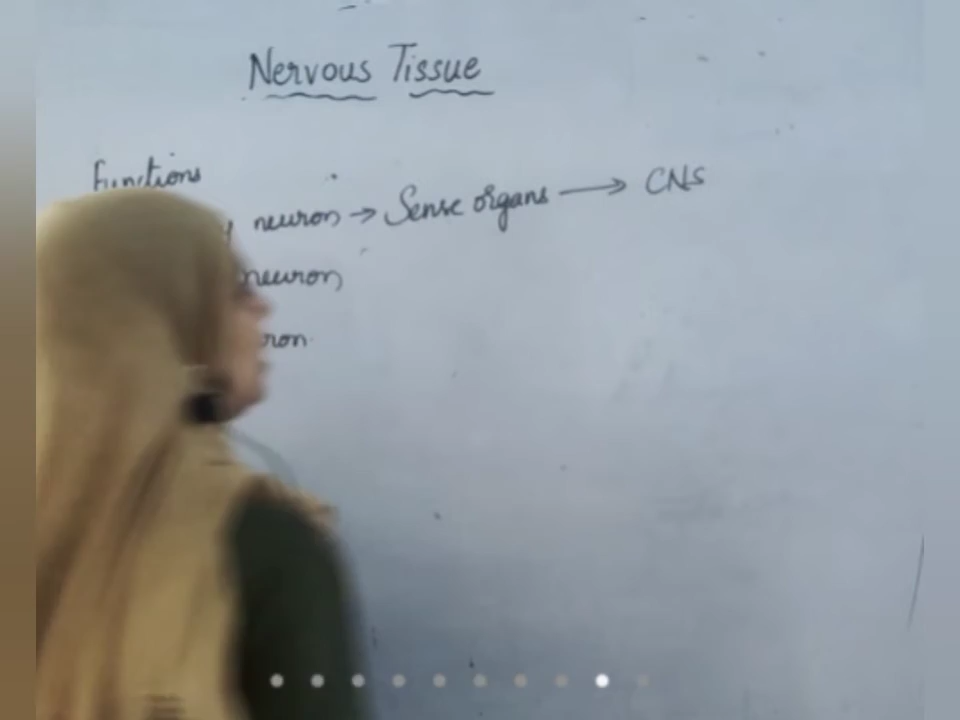 Nervous Tissue
Functions
neuron → Sense organs → CNS
neuron